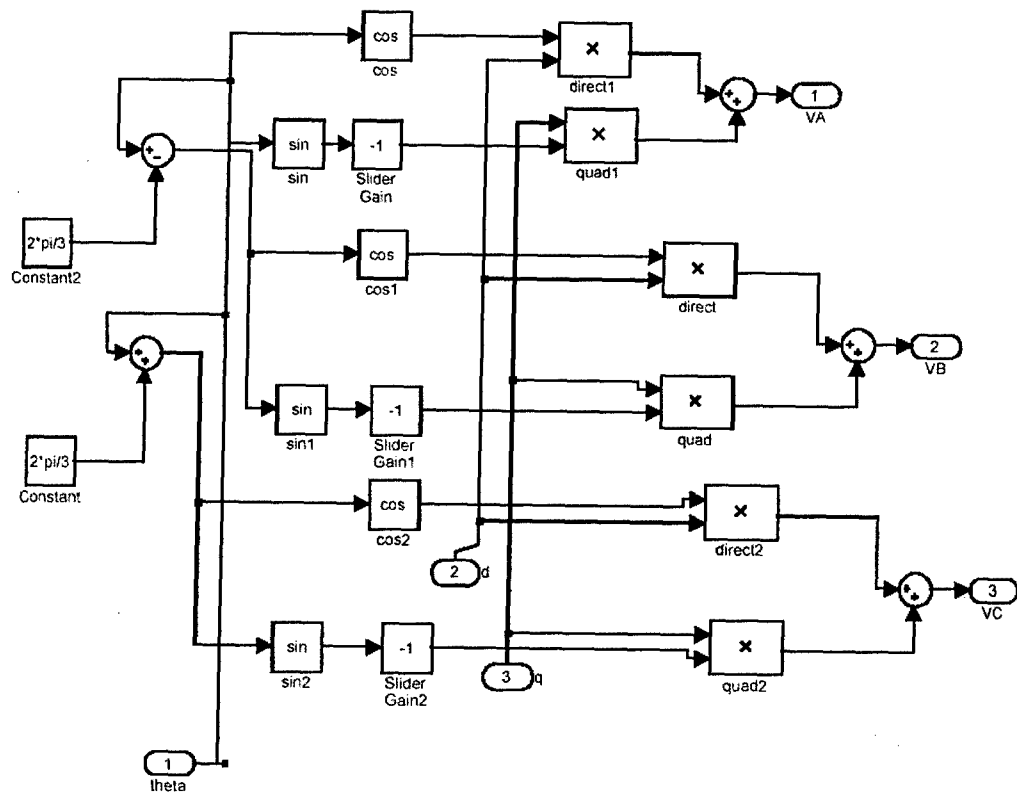 cos
cos
×
direct1
1
VA
×
quad1
sin
sin
-1
Slider
Gain
2*pi/3
Constant2
cos
cos1
×
direct
2
VB
sin
sin1
-1
Slider
Gain1
×
quad
2*pi/3
Constant
cos
cos2
×
direct2
2
d
3
VC
sin
sin2
-1
Slider
Gain2
3
q
×
quad2
1
theta